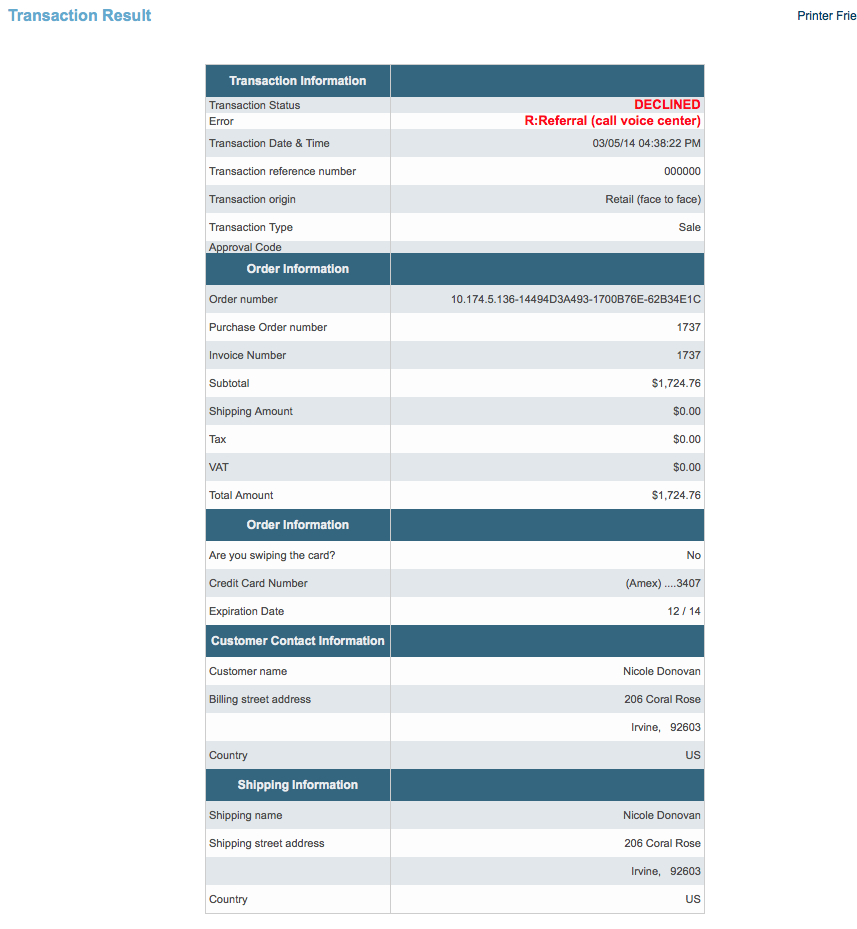 Transaction Result
Printer Frie
Transaction Information
Transaction Status DECLINED
Error R:Referral (call voice center)
Transaction Date & Time 03/05/14 04:38:22 PM
Transaction reference number 000000
Transaction origin Retail (face to face)
Transaction Type Sale
Approval Code
Order Information
Order number 10.174.5.136-14494D3A493-1700B76E-62B34E1C
Purchase Order number 1737
Invoice Number 1737
Subtotal $1,724.76
Shipping Amount $0.00
Tax $0.00
VAT $0.00
Total Amount $1,724.76
Order Information
Are you swiping the card? No
Credit Card Number (Amex) ....3407
Expiration Date 12 / 14
Customer Contact Information
Customer name Nicole Donovan
Billing street address 206 Coral Rose
Irvine, 92603
Country US
Shipping Information
Shipping name Nicole Donovan
Shipping street address 206 Coral Rose
Irvine, 92603
Country US